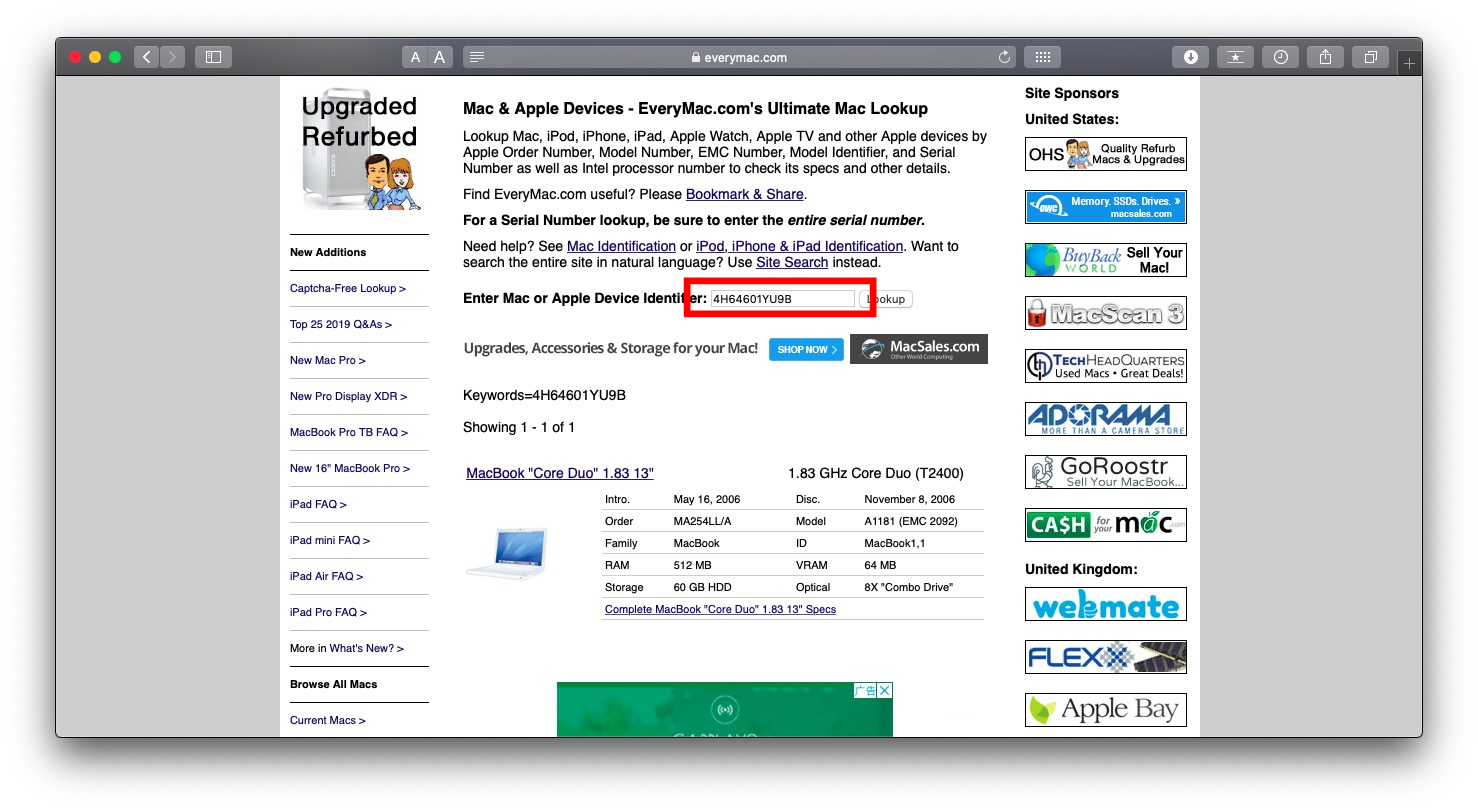 A A
everymac.com
Upgraded
Refurbed
New Additions
Captcha-Free Lookup >
Top 25 2019 Q&As >
New Mac Pro >
New Pro Display XDR >
MacBook Pro TB FAQ >
New 16" MacBook Pro >
iPad FAQ >
iPad mini FAQ >
iPad Air FAQ >
iPad Pro FAQ >
More in What's New? >
Browse All Macs
Current Macs >
Mac & Apple Devices - EveryMac.com's Ultimate Mac Lookup
Lookup Mac, iPod, iPhone, iPad, Apple Watch, Apple TV and other Apple devices by
Apple Order Number, Model Number, EMC Number, Model Identifier, and Serial
Number as well as Intel processor number to check its specs and other details.
Find EveryMac.com useful? Please Bookmark & Share.
For a Serial Number lookup, be sure to enter the entire serial number.
Need help? See Mac Identification or iPod, iPhone & iPad Identification. Want to
search the entire site in natural language? Use Site Search instead.
Enter Mac or Apple Device Identifier: 4H64601YU9B Lookup
Upgrades, Accessories & Storage for your Mac! SHOP NOW > MacSales.com
Other World Computing
Keywords=4H64601YU9B
Showing 1 - 1 of 1
MacBook "Core Duo" 1.83 13" 1.83 GHz Core Duo (T2400)
Intro. May 16, 2006 Disc. November 8, 2006
Order MA254LL/A Model A1181 (EMC 2092)
Family MacBook ID MacBook1,1
RAM 512 MB VRAM 64 MB
Storage 60 GB HDD Optical 8X "Combo Drive"
Complete MacBook "Core Duo" 1.83 13" Specs
广告
Site Sponsors
United States:
OHS Quality Refurb
Macs & Upgrades
OWC Memory. SSDs. Drives. »
macsales.com
BuyBack WORLD Sell Your
Mac!
MacScan 3
TECHHEADQUARTERS
Used Macs • Great Deals!
ADORAMA
MORE THAN A CAMERA STORE
GoRoostr
Sell Your MacBook...
CA$H for your mac.com
United Kingdom:
webmate
FLEX
Apple Bay